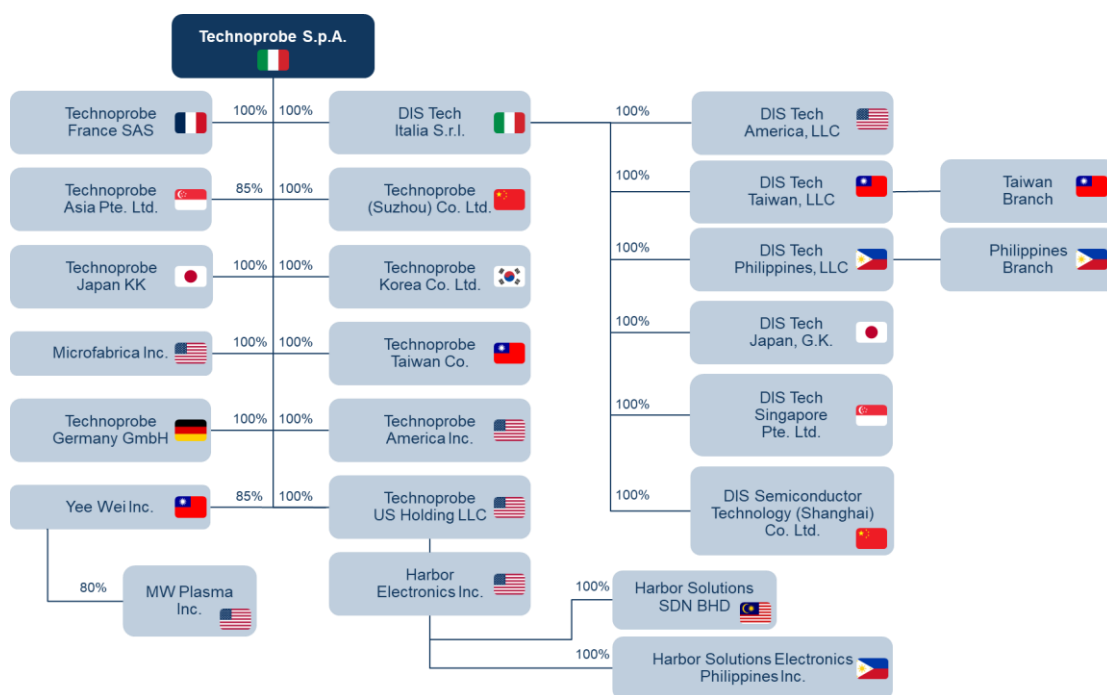 Technoprobe S.p.A.
Technoprobe
France SAS
100%
100%
DIS Tech
Italia S.r.l.
100%
DIS Tech
America, LLC
Technoprobe
Asia Pte. Ltd.
85%
100%
Technoprobe
(Suzhou) Co. Ltd.
100%
DIS Tech
Taiwan, LLC
Taiwan
Branch
Technoprobe
Japan KK
100%
100%
Technoprobe
Korea Co. Ltd.
100%
DIS Tech
Philippines, LLC
Philippines
Branch
Microfabrica Inc.
100%
100%
Technoprobe
Taiwan Co.
100%
DIS Tech
Japan, G.K.
Technoprobe
Germany GmbH
100%
100%
Technoprobe
America Inc.
100%
DIS Tech
Singapore
Pte. Ltd.
Yee Wei Inc.
85%
100%
Technoprobe
US Holding LLC
100%
DIS Semiconductor
Technology (Shanghai)
Co. Ltd.
80%
MW Plasma
Inc.
Harbor
Electronics Inc.
100%
Harbor Solutions
SDN BHD
100%
Harbor Solutions Electronics
Philippines Inc.